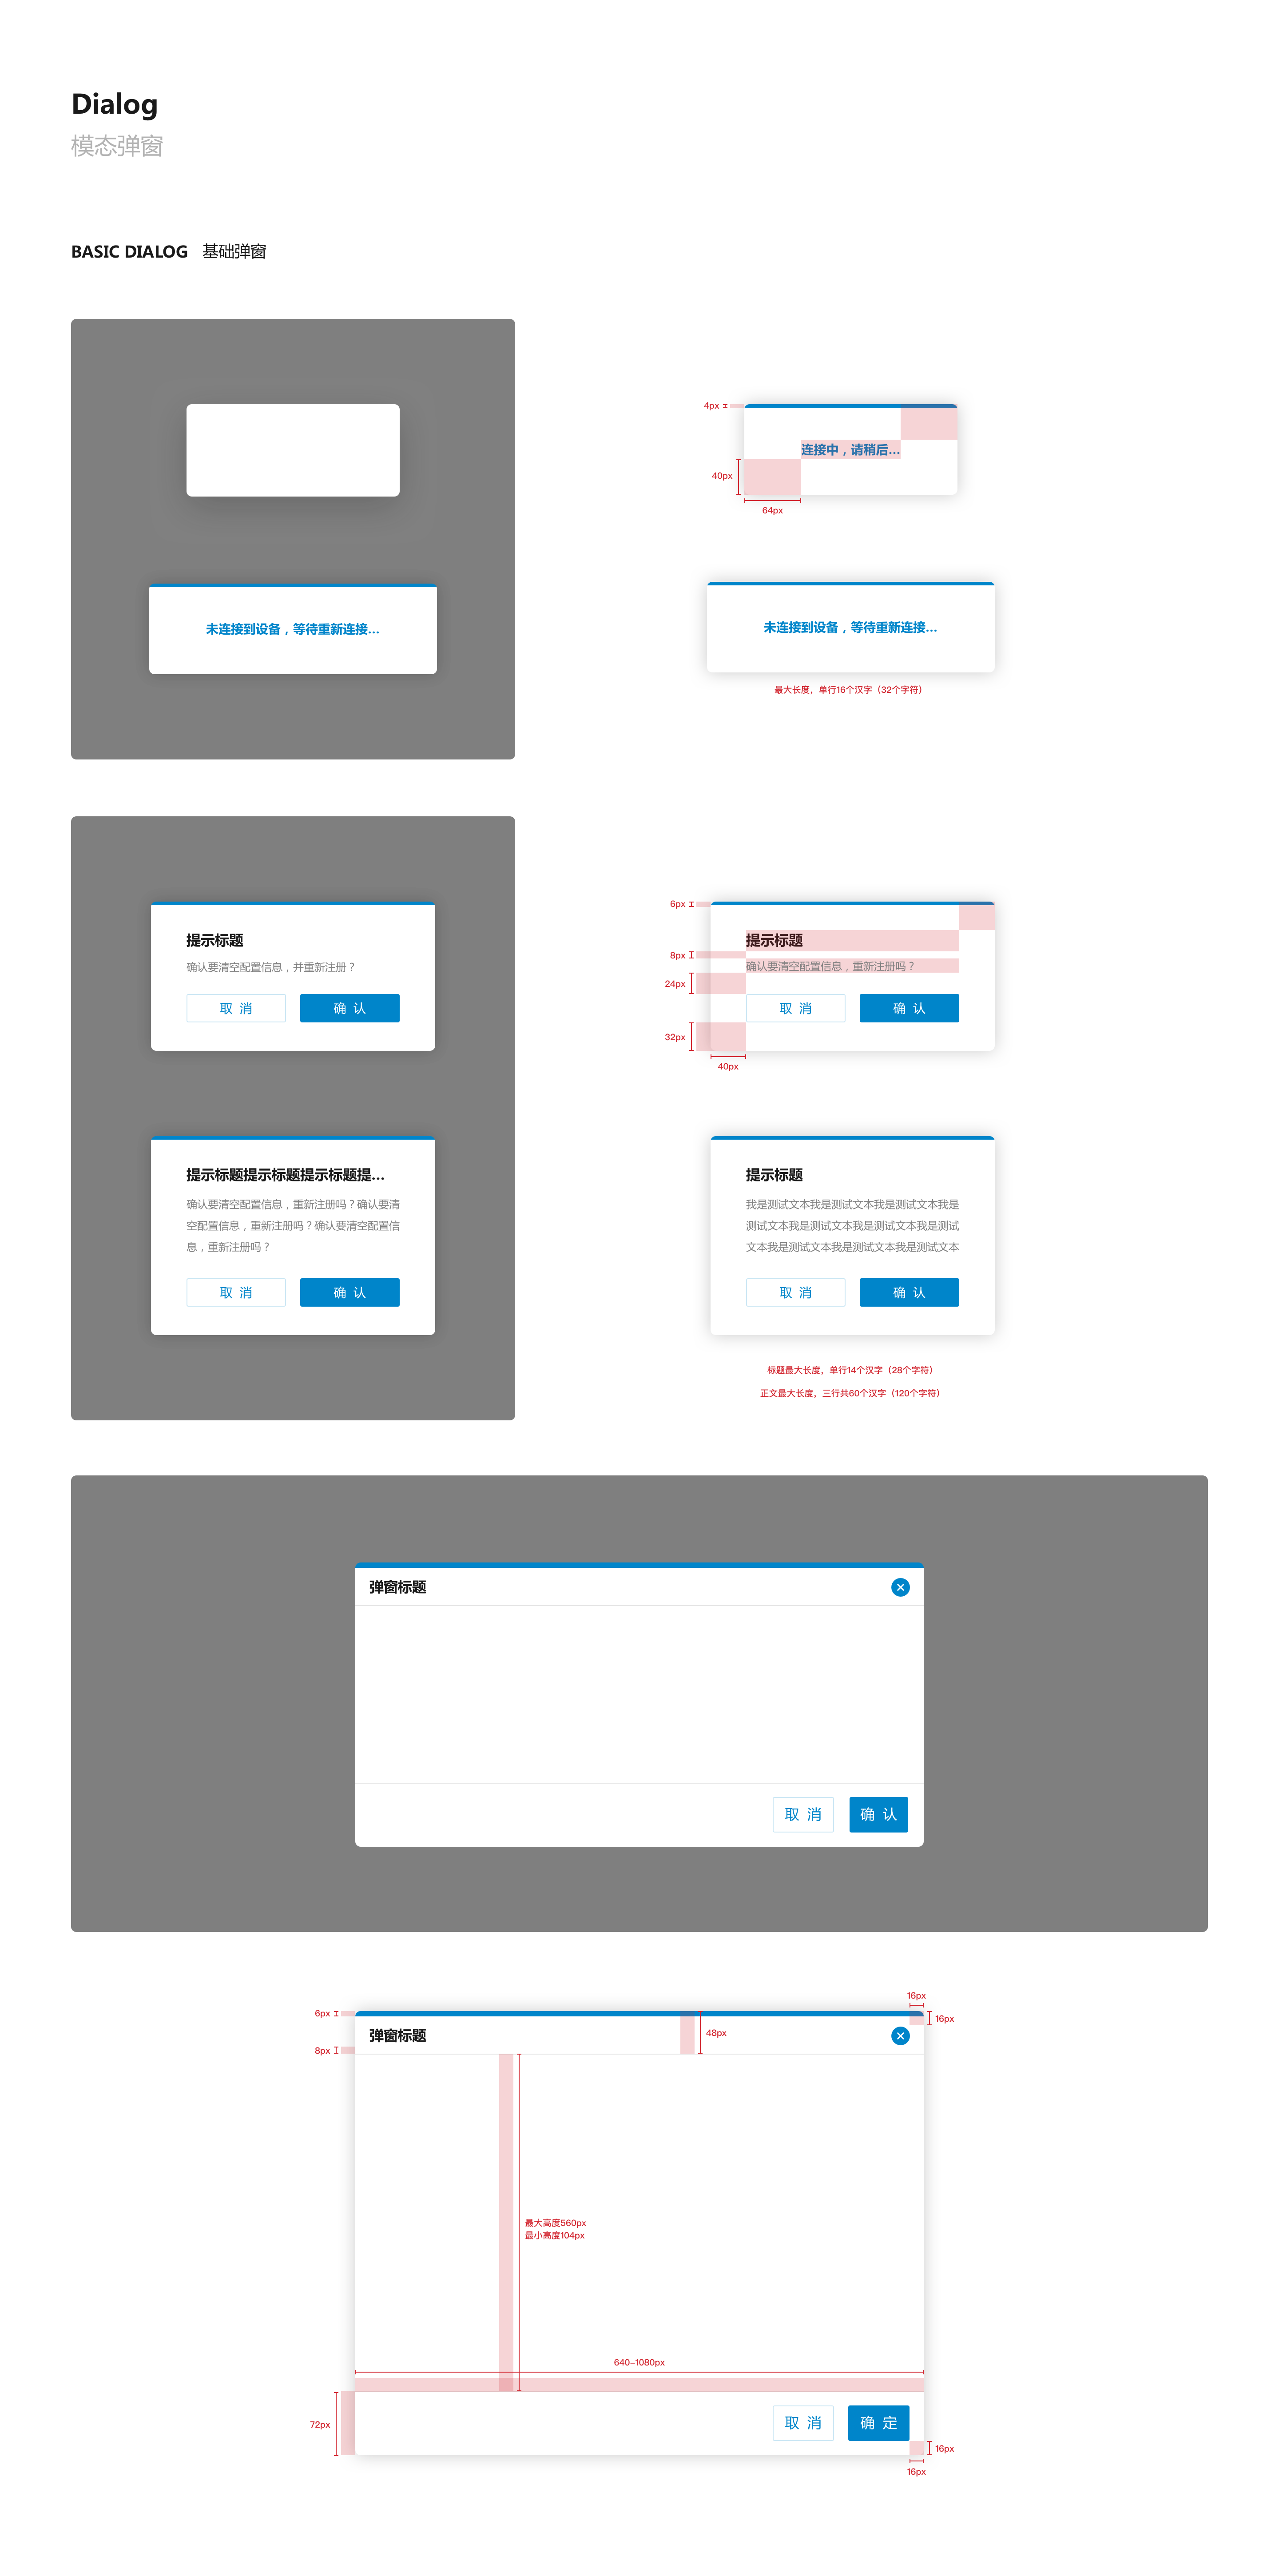 Dialog
模态弹窗
BASIC DIALOG 基础弹窗
4px
连接中，请稍后...
40px
64px
未连接到设备，等待重新连接...
未连接到设备，等待重新连接...
最大长度，单行16个汉字（32个字符）
提示标题
确认要清空配置信息，并重新注册？
取 消
确 认
6px
提示标题
8px
确认要清空配置信息，重新注册吗？
24px
取 消
确 认
32px
40px
提示标题提示标题提示标题提...
确认要清空配置信息，重新注册吗？确认要清
空配置信息，重新注册吗？确认要清空配置信
息，重新注册吗？
取 消
确 认
提示标题
我是测试文本我是测试文本我是测试文本我是
测试文本我是测试文本我是测试文本我是测试
文本我是测试文本我是测试文本我是测试文本
取 消
确 认
标题最大长度，单行14个汉字（28个字符）
正文最大长度，三行共60个汉字（120个字符）
弹窗标题
取 消
确 认
16px
6px
16px
弹窗标题
48px
8px
最大高度560px
最小高度104px
640-1080px
72px
取 消
确 定
16px
16px